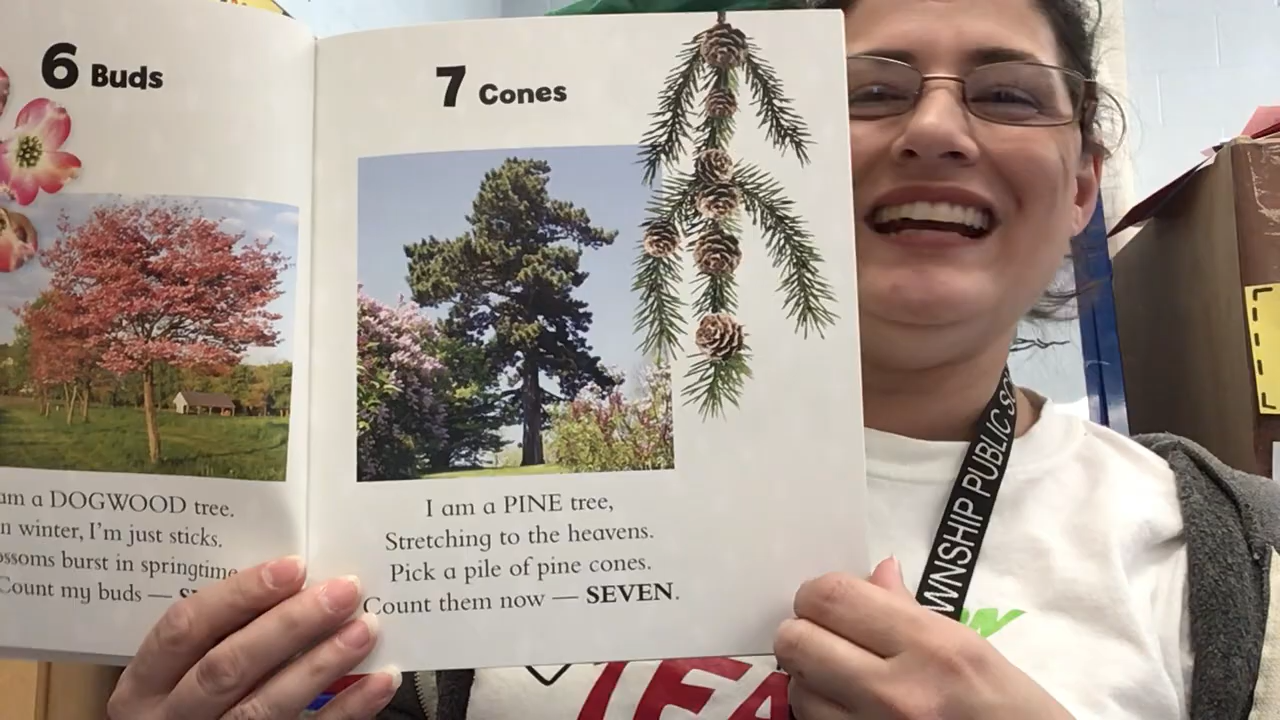 6 Buds
am a DOGWOOD tree.
n winter, I'm just sticks.
ossoms burst in springtime
Count my buds —
7 Cones
I am a PINE tree,
Stretching to the heavens.
Pick a pile of pine cones.
Count them now — SEVEN.
WNSHIP PUBLIC SC